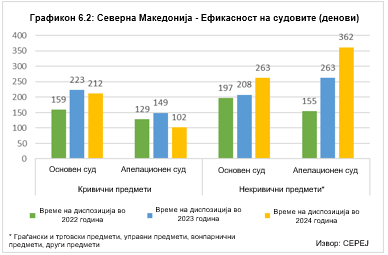 Графикон 6.2: Северна Македонија - Ефикасност на судовите (денови)
400
350
300
250
200
150
100
50
0
159 223 212
129 149 102
197 208 263
155 263 362
Основен суд Апелационен суд Основен суд Апелационен суд
Кривични предмети Некривични предмети*
Време на диспозиција во
2022 година
Време на диспозиција во
2023 година
Време на диспозиција во
2024 година
* Граѓански и трговски предмети, управни предмети, вонпарнични
предмети, други предмети
Извор: CEPEJ